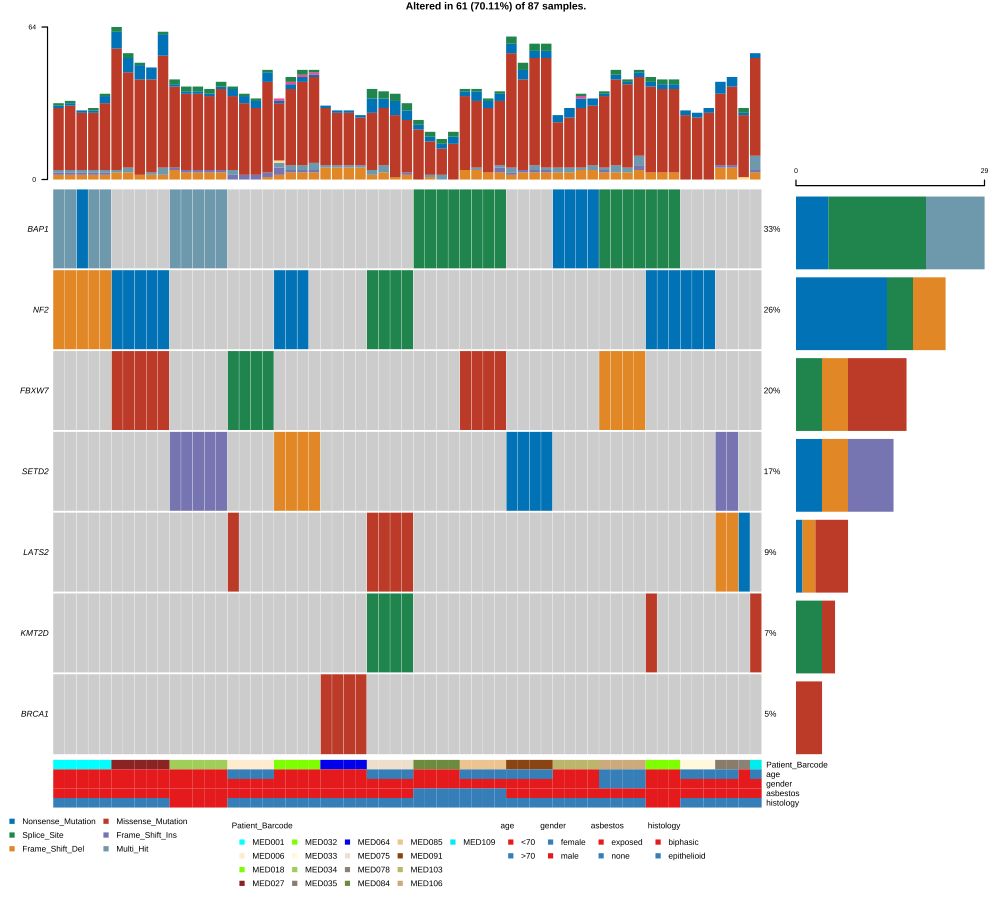 Altered in 61 (70.11%) of 87 samples.
64
0
0
29
BAP1
33%
NF2
26%
FBXW7
20%
SETD2
17%
LATS2
9%
KMT2D
7%
BRCA1
5%
Patient_Barcode
age
gender
asbestos
histology
Nonsense_Mutation Missense_Mutation
Splice_Site Frame_Shift_Ins
Frame_Shift_Del Multi_Hit
Patient_Barcode age gender asbestos histology
MED001 MED032 MED064 MED085 MED109 <70 female exposed biphasic
MED006 MED033 MED075 MED091 >70 male none epithelioid
MED018 MED034 MED078 MED103
MED027 MED035 MED084 MED106